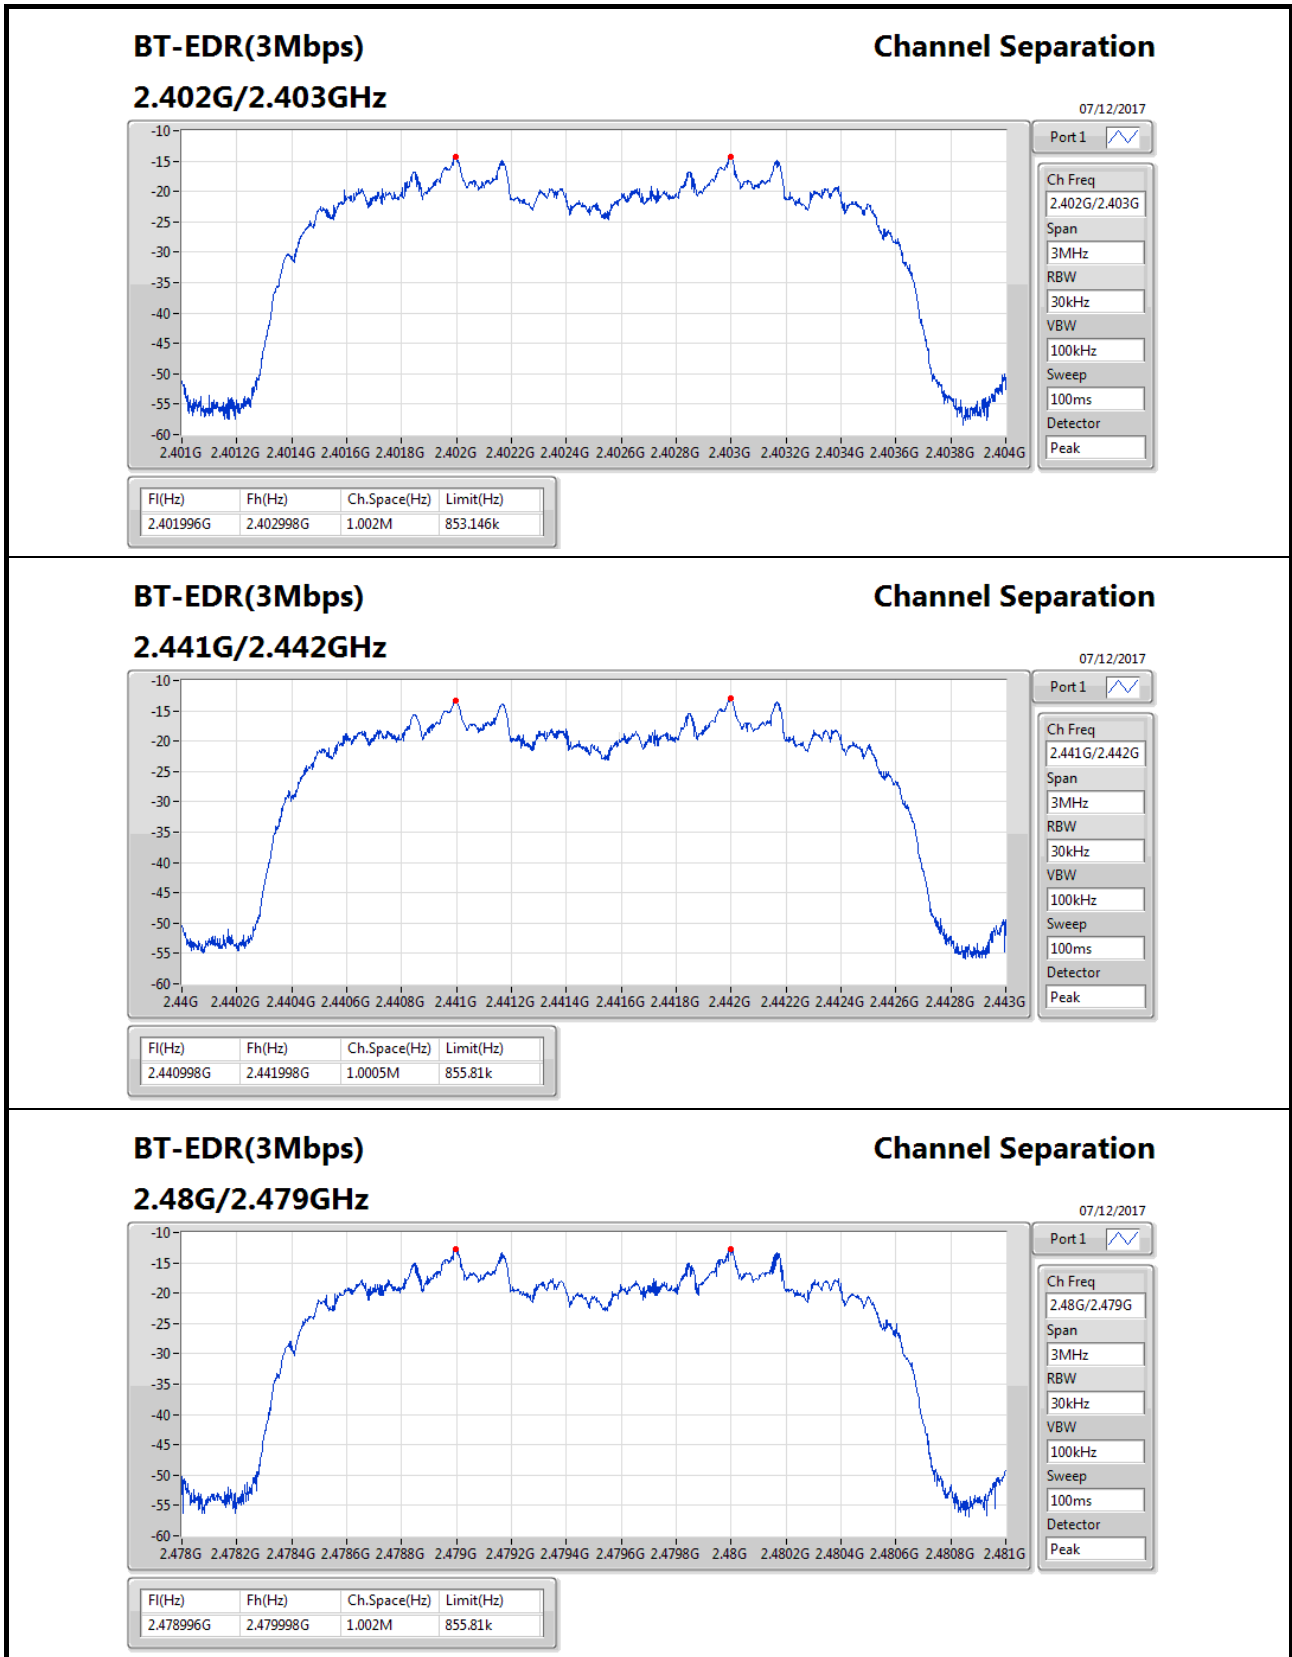 BT-EDR(3Mbps) Channel Separation
2.402G/2.403GHz
07/12/2017
Port 1
-10
-15
-20
-25
-30
-35
-40
-45
-50
-55
-60
2.401G 2.4012G 2.4014G 2.4016G 2.4018G 2.402G 2.4022G 2.4024G 2.4026G 2.4028G 2.403G 2.4032G 2.4034G 2.4036G 2.4038G 2.404G
Ch Freq
2.402G/2.403G
Span
3MHz
RBW
30kHz
VBW
100kHz
Sweep
100ms
Detector
Peak
Fl(Hz) Fh(Hz) Ch.Space(Hz) Limit(Hz)
2.401996G 2.402998G 1.002M 853.146k
BT-EDR(3Mbps) Channel Separation
2.441G/2.442GHz
07/12/2017
Port 1
-10
-15
-20
-25
-30
-35
-40
-45
-50
-55
-60
2.44G 2.4402G 2.4404G 2.4406G 2.4408G 2.441G 2.4412G 2.4414G 2.4416G 2.4418G 2.442G 2.4422G 2.4424G 2.4426G 2.4428G 2.443G
Ch Freq
2.441G/2.442G
Span
3MHz
RBW
30kHz
VBW
100kHz
Sweep
100ms
Detector
Peak
Fl(Hz) Fh(Hz) Ch.Space(Hz) Limit(Hz)
2.440998G 2.441998G 1.0005M 855.81k
BT-EDR(3Mbps) Channel Separation
2.48G/2.479GHz
07/12/2017
Port 1
-10
-15
-20
-25
-30
-35
-40
-45
-50
-55
-60
2.478G 2.4782G 2.4784G 2.4786G 2.4788G 2.479G 2.4792G 2.4794G 2.4796G 2.4798G 2.48G 2.4802G 2.4804G 2.4806G 2.4808G 2.481G
Ch Freq
2.48G/2.479G
Span
3MHz
RBW
30kHz
VBW
100kHz
Sweep
100ms
Detector
Peak
Fl(Hz) Fh(Hz) Ch.Space(Hz) Limit(Hz)
2.478996G 2.479998G 1.002M 855.81k